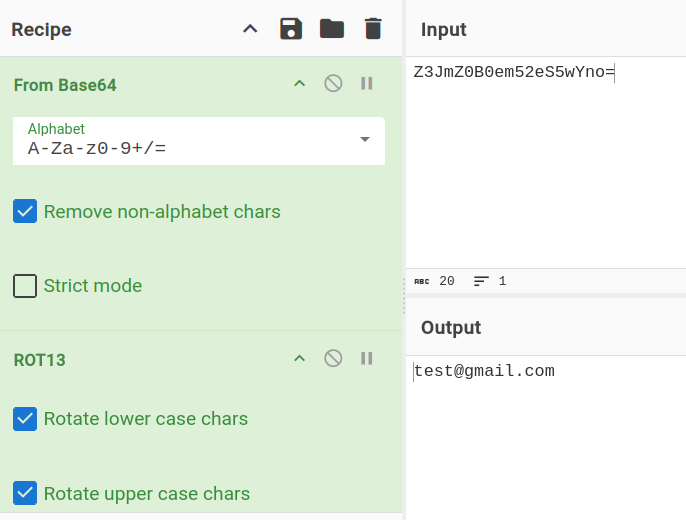 Recipe
From Base64
Alphabet
A-Za-z0-9+/=
Remove non-alphabet chars
Strict mode
ROT13
Rotate lower case chars
Rotate upper case chars
Input
Z3JmZ0B0em52eS5wYno=
ABC 20 1
Output
test@gmail.com